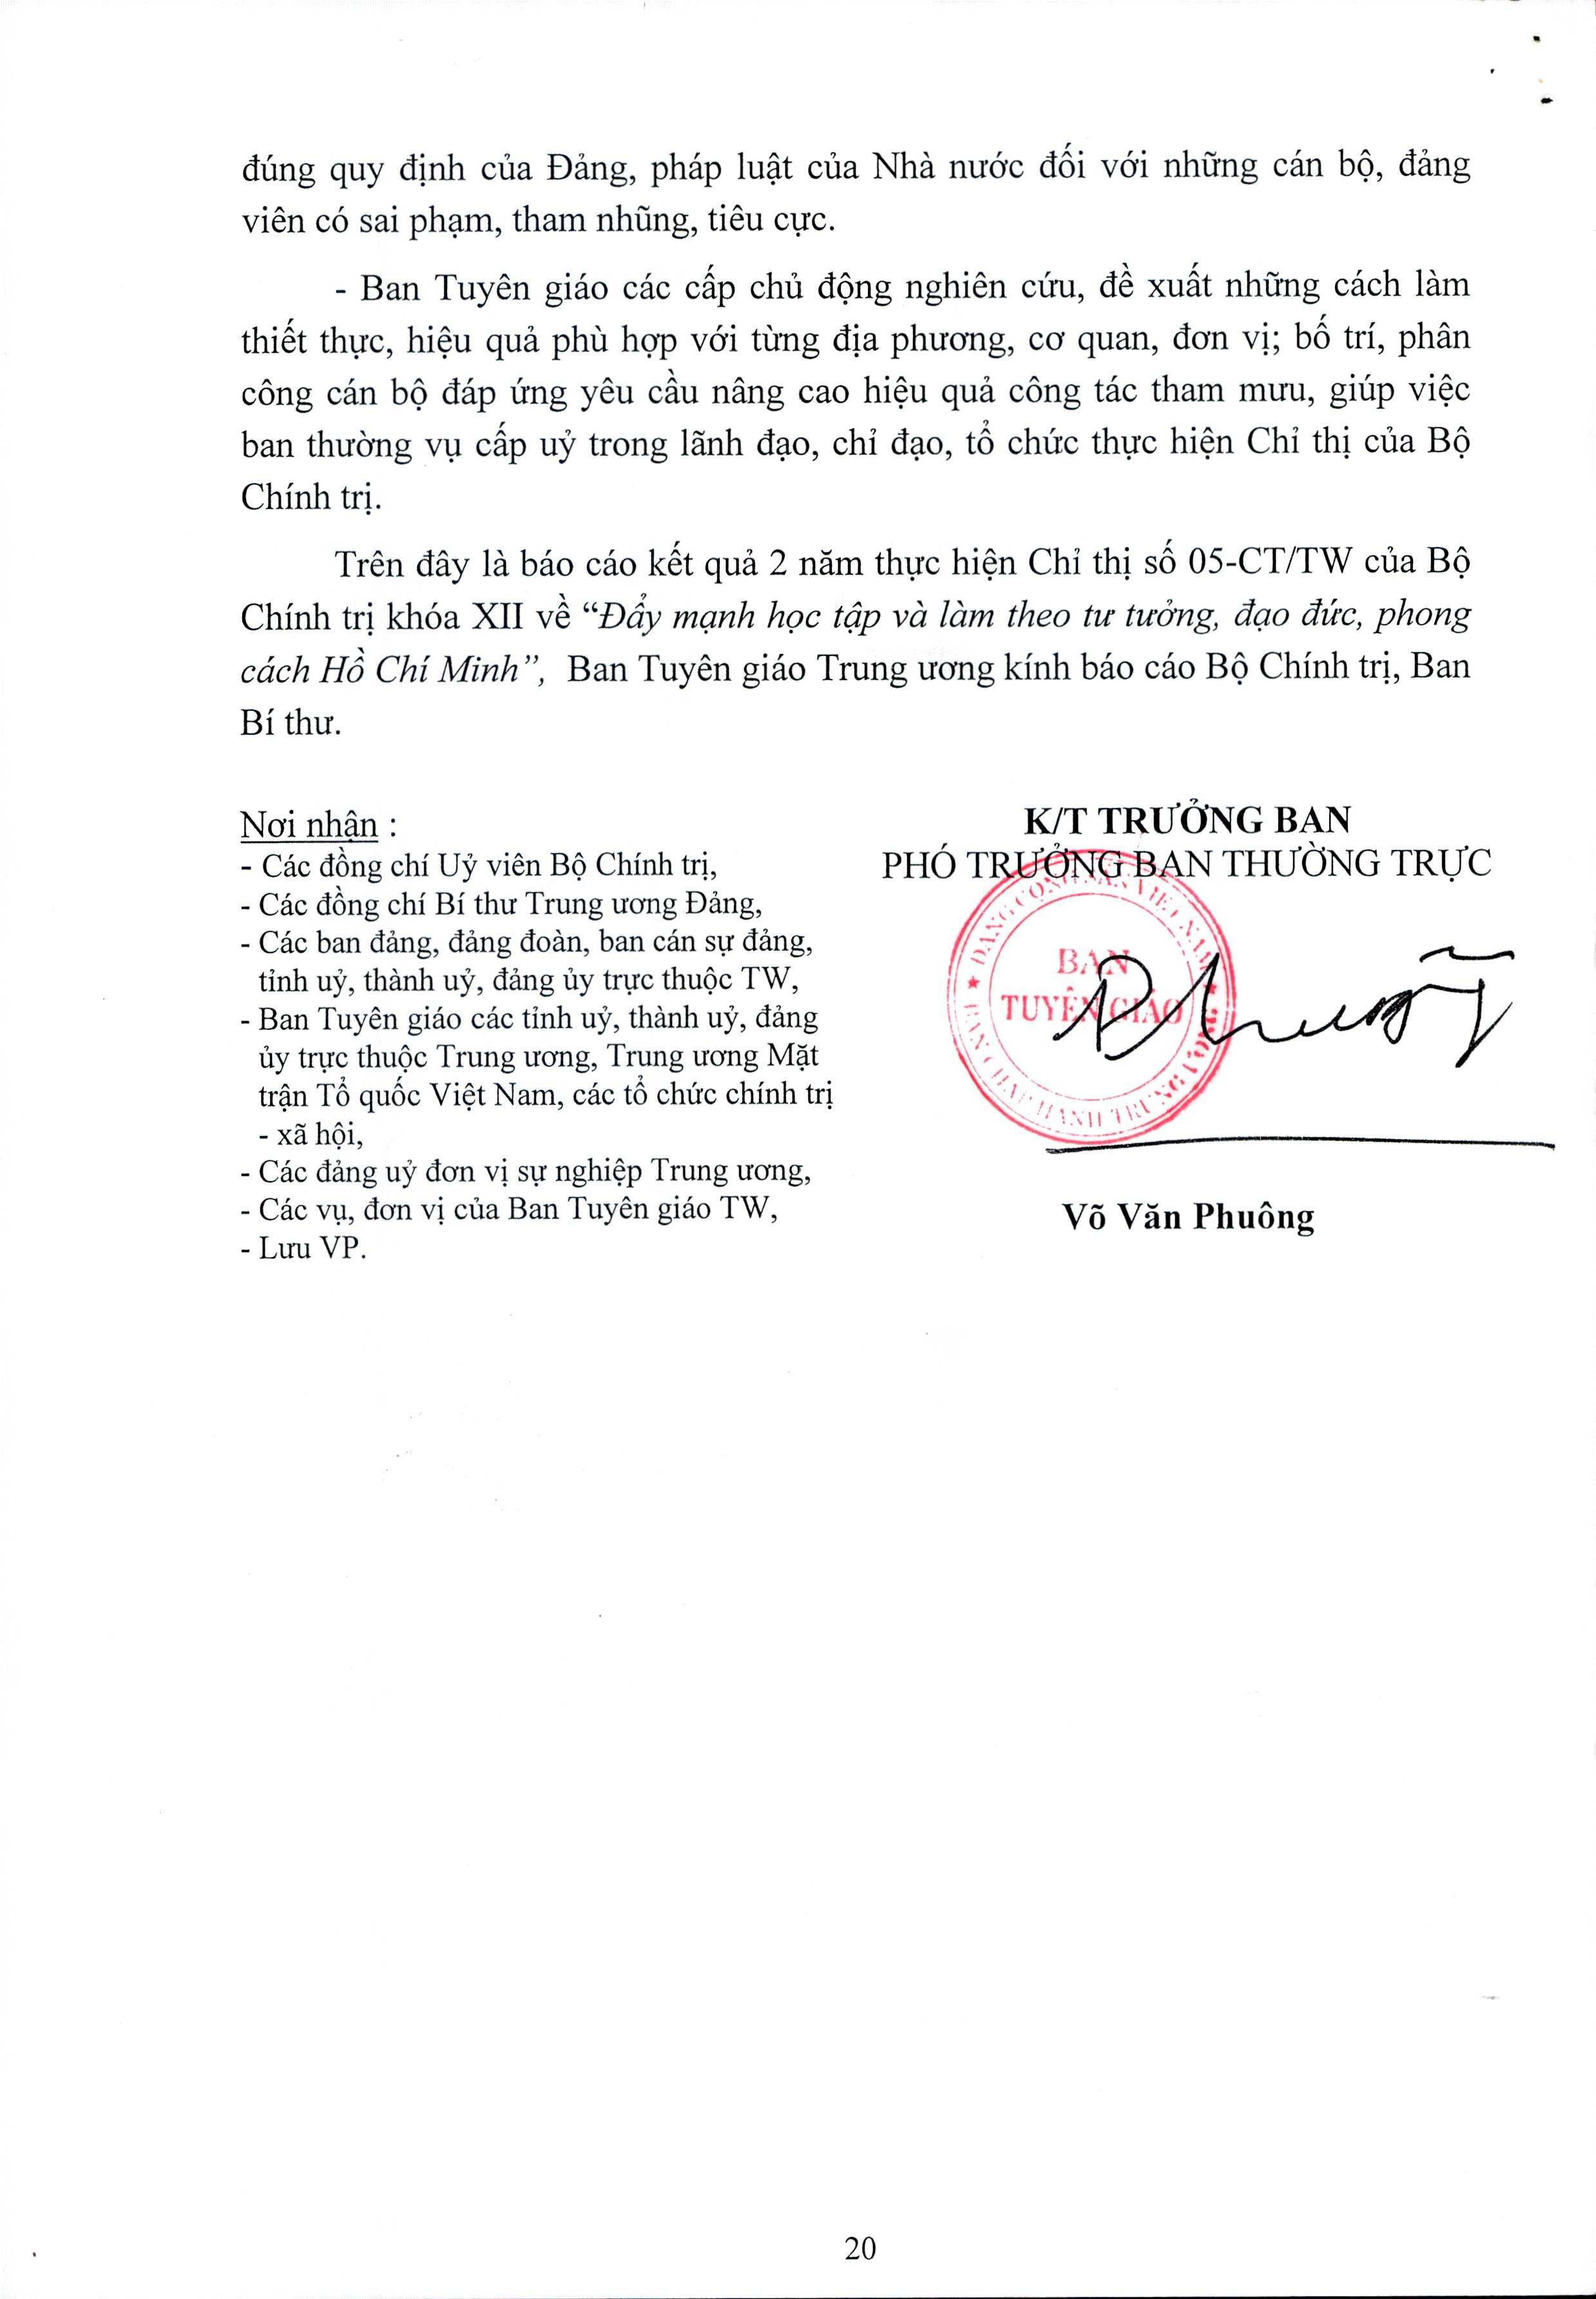 đúng quy định của Đảng, pháp luật của Nhà nước đối với những cán bộ, đảng
viên có sai phạm, tham nhũng, tiêu cực.
- Ban Tuyên giáo các cấp chủ động nghiên cứu, đề xuất những cách làm
thiết thực, hiệu quả phù hợp với từng địa phương, cơ quan, đơn vị; bố trí, phân
công cán bộ đáp ứng yêu cầu nâng cao hiệu quả công tác tham mưu, giúp việc
ban thường vụ cấp uỷ trong lãnh đạo, chỉ đạo, tổ chức thực hiện Chỉ thị của Bộ
Chính trị.
Trên đây là báo cáo kết quả 2 năm thực hiện Chỉ thị số 05-CT/TW của Bộ
Chính trị khóa XII về “Đẩy mạnh học tập và làm theo tư tưởng, đạo đức, phong
cách Hồ Chí Minh”, Ban Tuyên giáo Trung ương kính báo cáo Bộ Chính trị, Ban
Bí thư.
Nơi nhận :
- Các đồng chí Uỷ viên Bộ Chính trị,
- Các đồng chí Bí thư Trung ương Đảng,
- Các ban đảng, đảng đoàn, ban cán sự đảng,
tỉnh uỷ, thành uỷ, đảng ủy trực thuộc TW,
- Ban Tuyên giáo các tỉnh uỷ, thành uỷ, đảng
ủy trực thuộc Trung ương, Trung ương Mặt
trận Tổ quốc Việt Nam, các tổ chức chính trị
- xã hội,
- Các đảng uỷ đơn vị sự nghiệp Trung ương,
- Các vụ, đơn vị của Ban Tuyên giáo TW,
- Lưu VP.
K/T TRƯỞNG BAN
PHÓ TRƯỞNG BAN THƯỜNG TRỰC
ĐẢNG CỘNG SẢN VIỆT NAM
BAN
TUYÊN GIÁO
BAN CHẤP HÀNH TRUNG ƯƠNG
Võ Văn Phuông
20